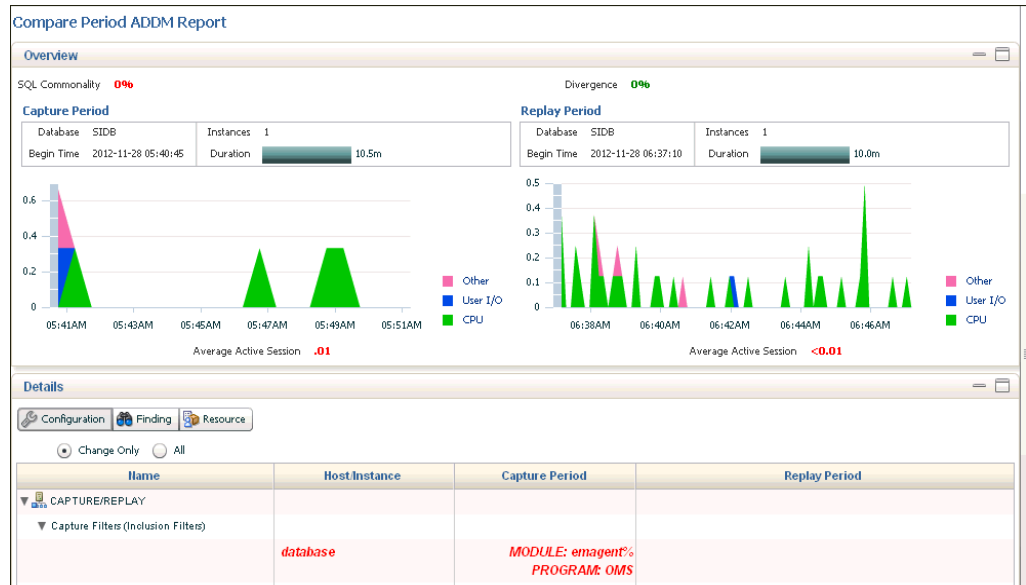 Compare Period ADDM Report
Overview
SQL Commonality 0%
Divergence 0%
Capture Period
Database SIDB Instances 1
Begin Time 2012-11-28 05:40:45 Duration 10.5m
Replay Period
Database SIDB Instances 1
Begin Time 2012-11-28 06:37:10 Duration 10.0m
0.6
0.4
0.2
0
05:41AM 05:43AM 05:45AM 05:47AM 05:49AM 05:51AM
Other
User I/O
CPU
Average Active Session .01
0.5
0.4
0.3
0.2
0.1
0
06:38AM 06:40AM 06:42AM 06:44AM 06:46AM
Other
User I/O
CPU
Average Active Session <0.01
Details
Configuration Finding Resource
Change Only All
Name Host/Instance Capture Period Replay Period
CAPTURE/REPLAY
Capture Filters (Inclusion Filters)
database MODULE: emagent%
PROGRAM: OMS